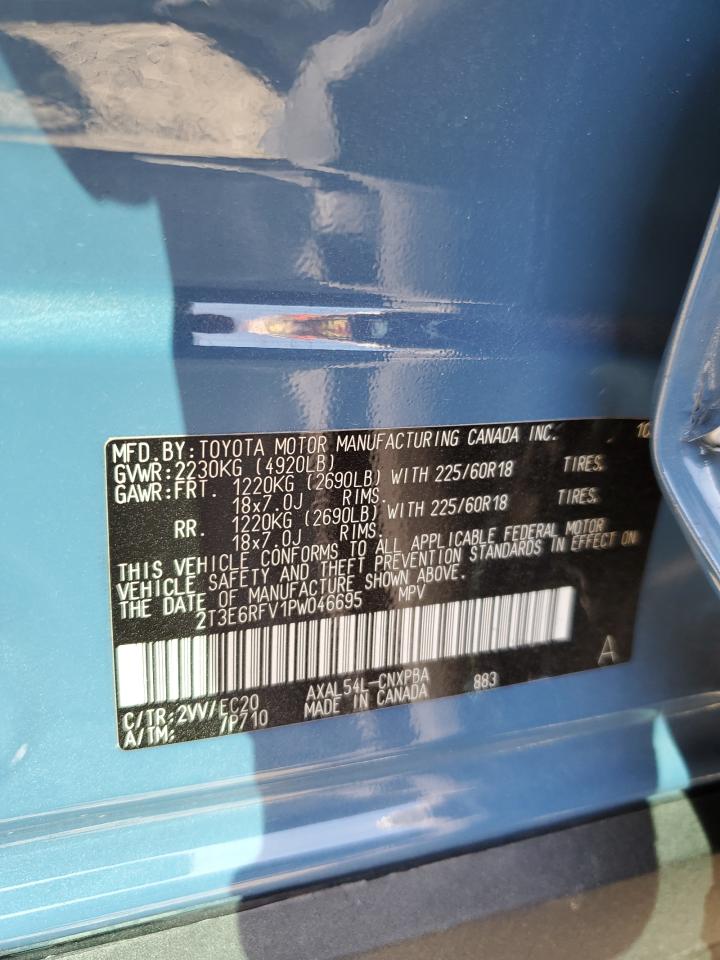 MFD. BY: TOYOTA MOTOR MANUFACTURING CANADA INC. 10
GVWR: 2230KG (4920LB)
GAWR: FRT. 1220KG (2690LB) WITH 225/60R18 TIRES,
18x7.0J RIMS.
RR. 1220KG (2690LB) WITH 225/60R18 TIRES,
18x7.0J RIMS.
THIS VEHICLE CONFORMS TO ALL APPLICABLE FEDERAL MOTOR
VEHICLE SAFETY AND THEFT PREVENTION STANDARDS IN EFFECT ON
THE DATE OF MANUFACTURE SHOWN ABOVE.
2T3E6RFV1PW046695 MPV
A
C/TR: 2VV/EC20 AXAL54L-CNXPBA 883
A/TM: /P710 MADE IN CANADA